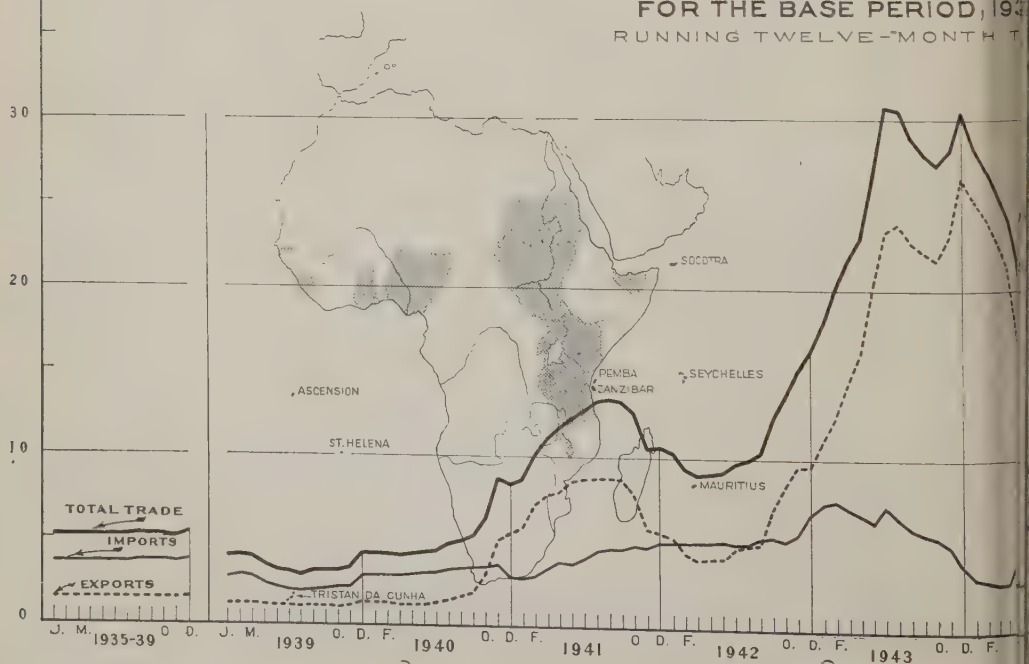 FOR THE BASE PERIOD, 193
RUNNING TWELVE-MONTH T
30
20
10
0
SOCOTRA
PEMBA
ZANZIBAR
SEYCHELLES
ASCENSION
ST. HELENA
MAURITIUS
TRISTAN DA CUNHA
TOTAL TRADE
IMPORTS
EXPORTS
J. M. O D. J. M. O. D. F. O. D. F. O D. F. O. D. F. O. D. F.
1935-39 1939 1940 1941 1942 1943